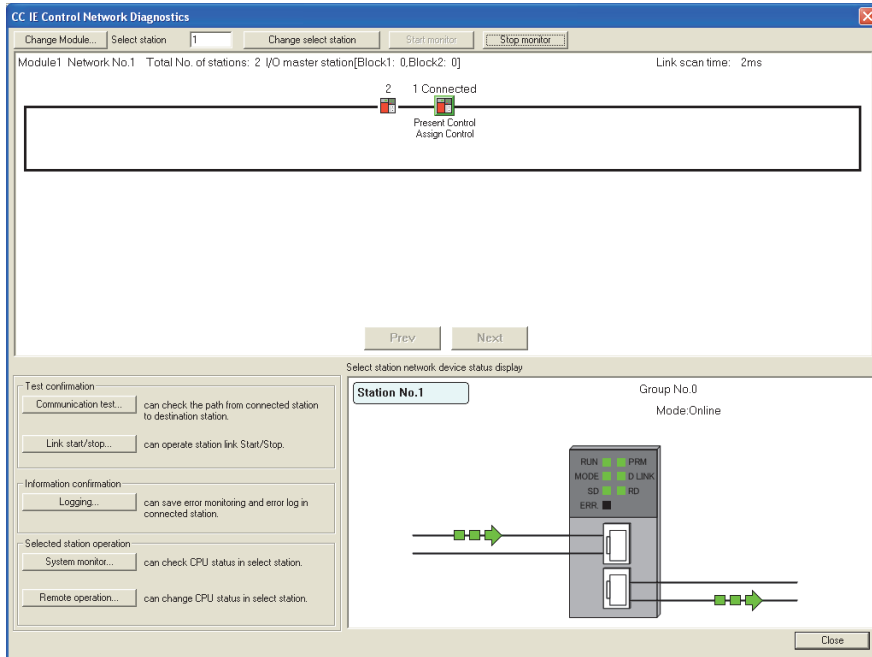 CC IE Control Network Diagnostics
Change Module... Select station 1 Change select station Start monitor Stop monitor
Module1 Network No.1 Total No. of stations: 2 I/O master station[Block1: 0,Block2: 0] Link scan time: 2ms
2 1 Connected
Present Control
Assign Control
Prev Next
Select station network device status display
Test confirmation
Communication test... can check the path from connected station
to destination station.
Link start/stop... can operate station link Start/Stop.
Information confirmation
Logging... can save error monitoring and error log in
connected station.
Selected station operation
System monitor... can check CPU status in select station.
Remote operation... can change CPU status in select station.
Station No.1 Group No.0
Mode:Online
RUN PRM
MODE D LINK
SD RD
ERR.
Close